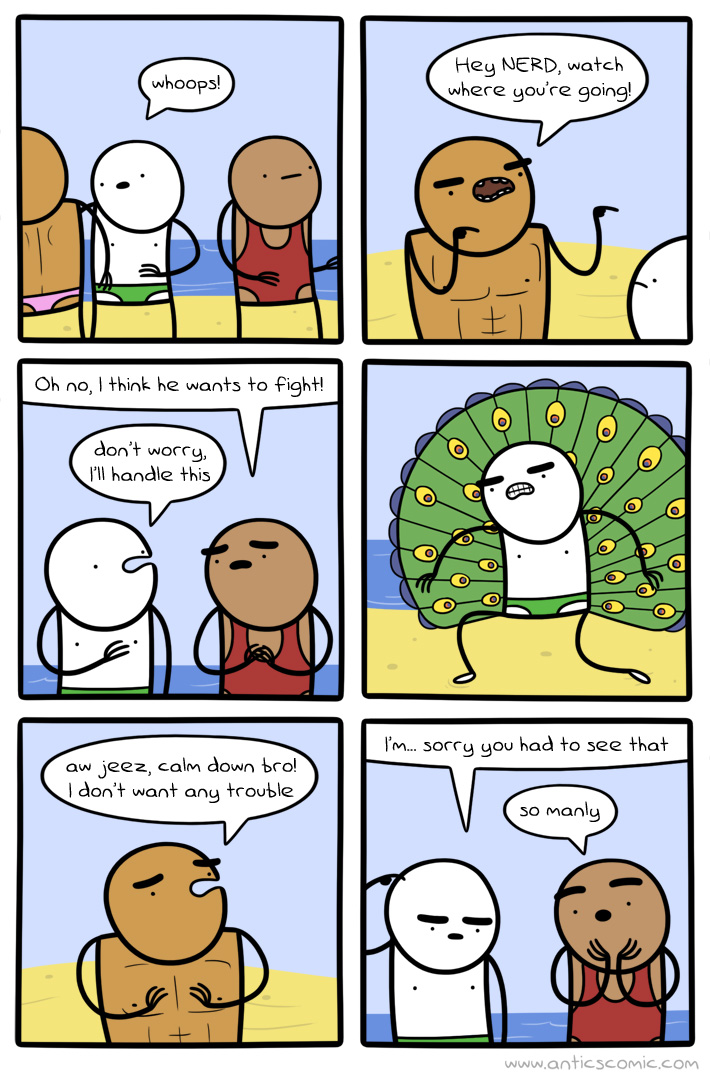 whoops!
Hey NERD, watch
where you're going!
Oh no, I think he wants to fight!
don't worry,
I'll handle this
aw jeez, calm down bro!
I don't want any trouble
I'm... sorry you had to see that
so manly
www.anticscomic.com